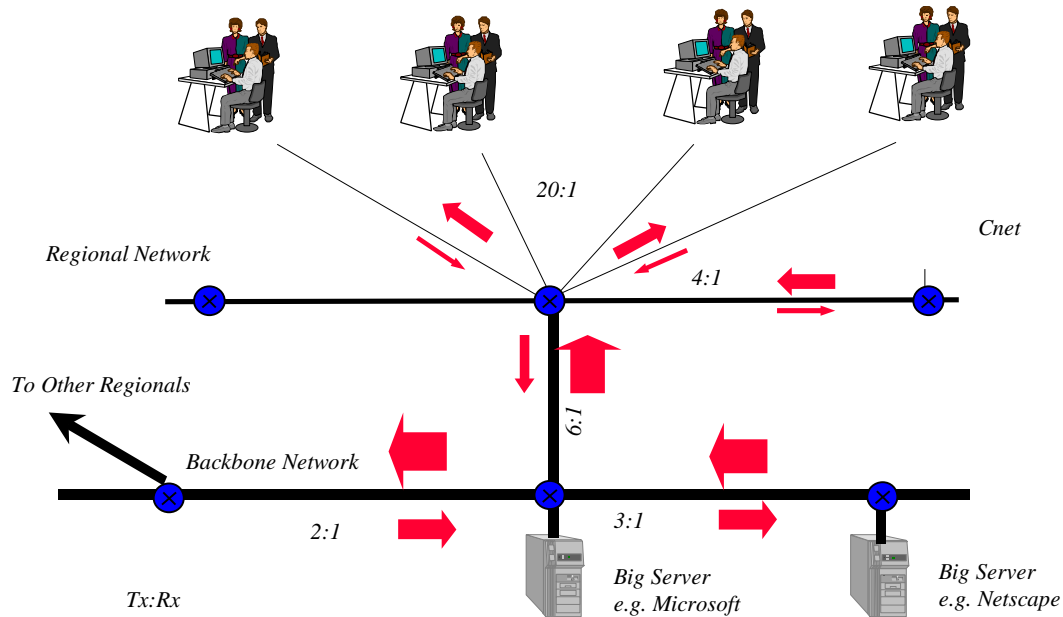 20:1
Cnet
Regional Network
4:1
To Other Regionals
6:1
Backbone Network
2:1
3:1
Big Server
e.g. Microsoft
Big Server
e.g. Netscape
Tx:Rx